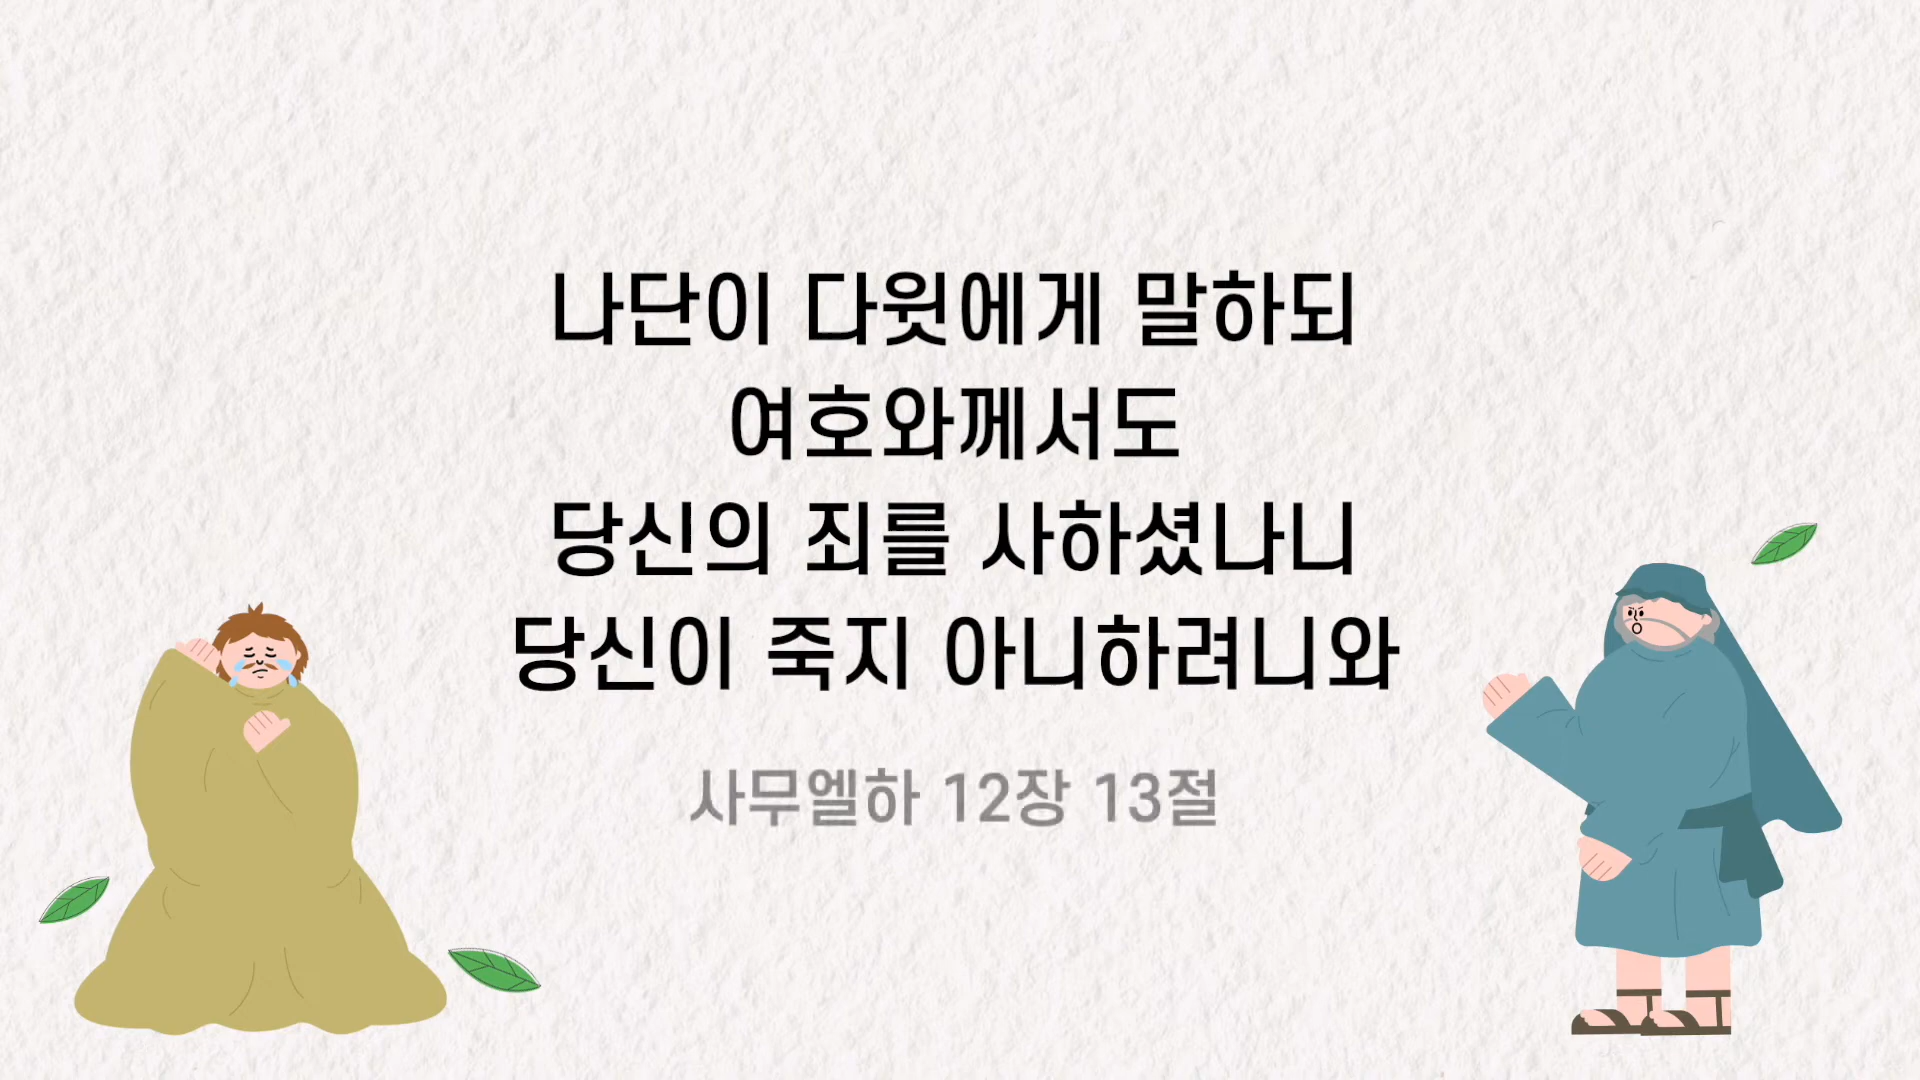 나단이 다윗에게 말하되
여호와께서도
당신의 죄를 사하셨나니
당신이 죽지 아니하려니와
사무엘하 12장 13절